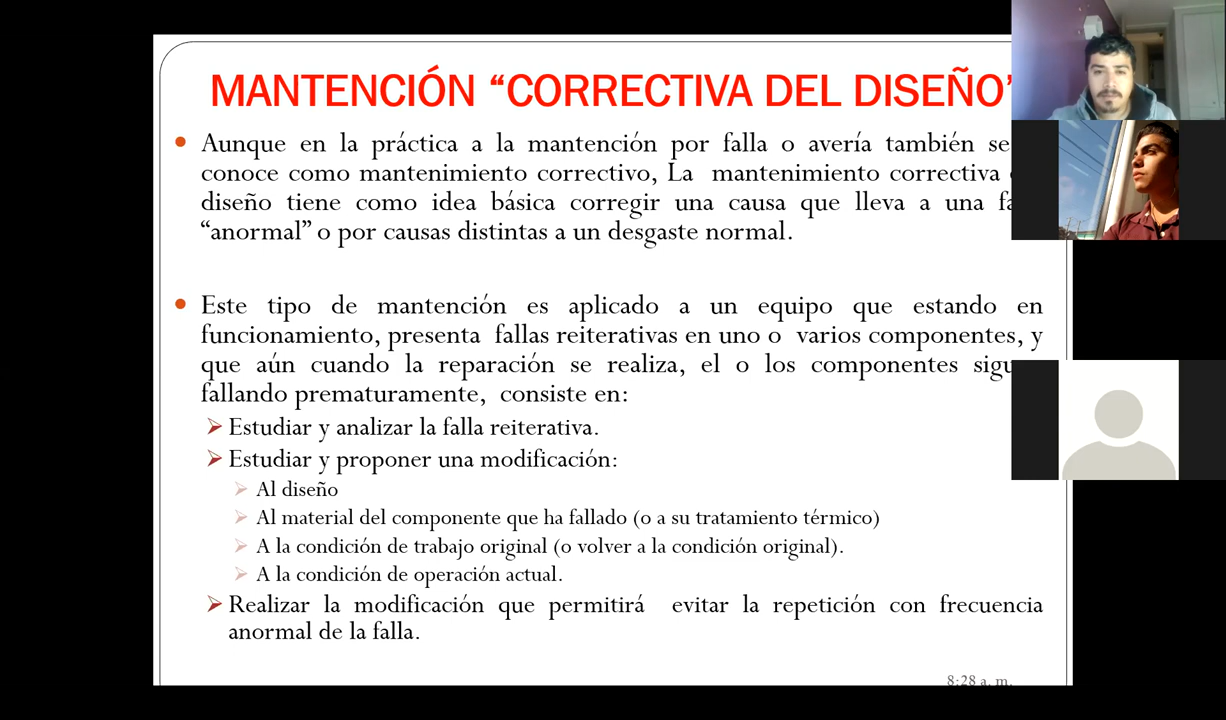 MANTENCIÓN “CORRECTIVA DEL DISEÑO”
Aunque en la práctica a la mantención por falla o avería también se
conoce como mantenimiento correctivo, La mantenimiento correctiva
diseño tiene como idea básica corregir una causa que lleva a una
“anormal” o por causas distintas a un desgaste normal.
Este tipo de mantención es aplicado a un equipo que estando en
funcionamiento, presenta fallas reiterativas en uno o varios componentes, y
que aún cuando la reparación se realiza, el o los componentes
fallando prematuramente, consiste en:
Estudiar y analizar la falla reiterativa.
Estudiar y proponer una modificación:
Al diseño
Al material del componente que ha fallado (o a su tratamiento térmico)
A la condición de trabajo original (o volver a la condición original).
A la condición de operación actual.
Realizar la modificación que permitirá evitar la repetición con frecuencia
anormal de la falla.
8:28 a. m.